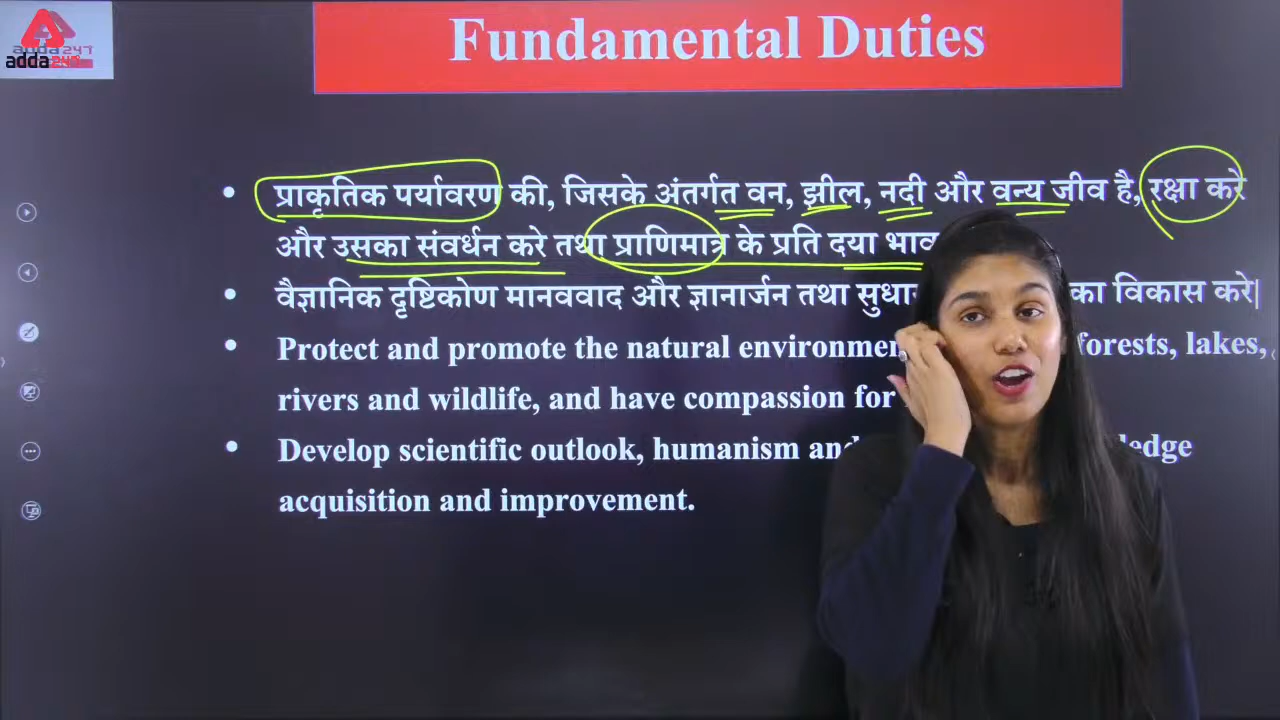 adda247
adda247
Fundamental Duties
प्राकृतिक पर्यावरण की, जिसके अंतर्गत वन, झील, नदी और वन्य जीव है, रक्षा करे
और उसका संवर्धन करे तथा प्राणिमात्र के प्रति दया भाव
वैज्ञानिक दृष्टिकोण मानववाद और ज्ञानार्जन तथा का विकास करे|
Protect and promote the natural forests, lakes,
rivers and wildlife, and have compassion for
Develop scientific outlook, humanism
acquisition and improvement.